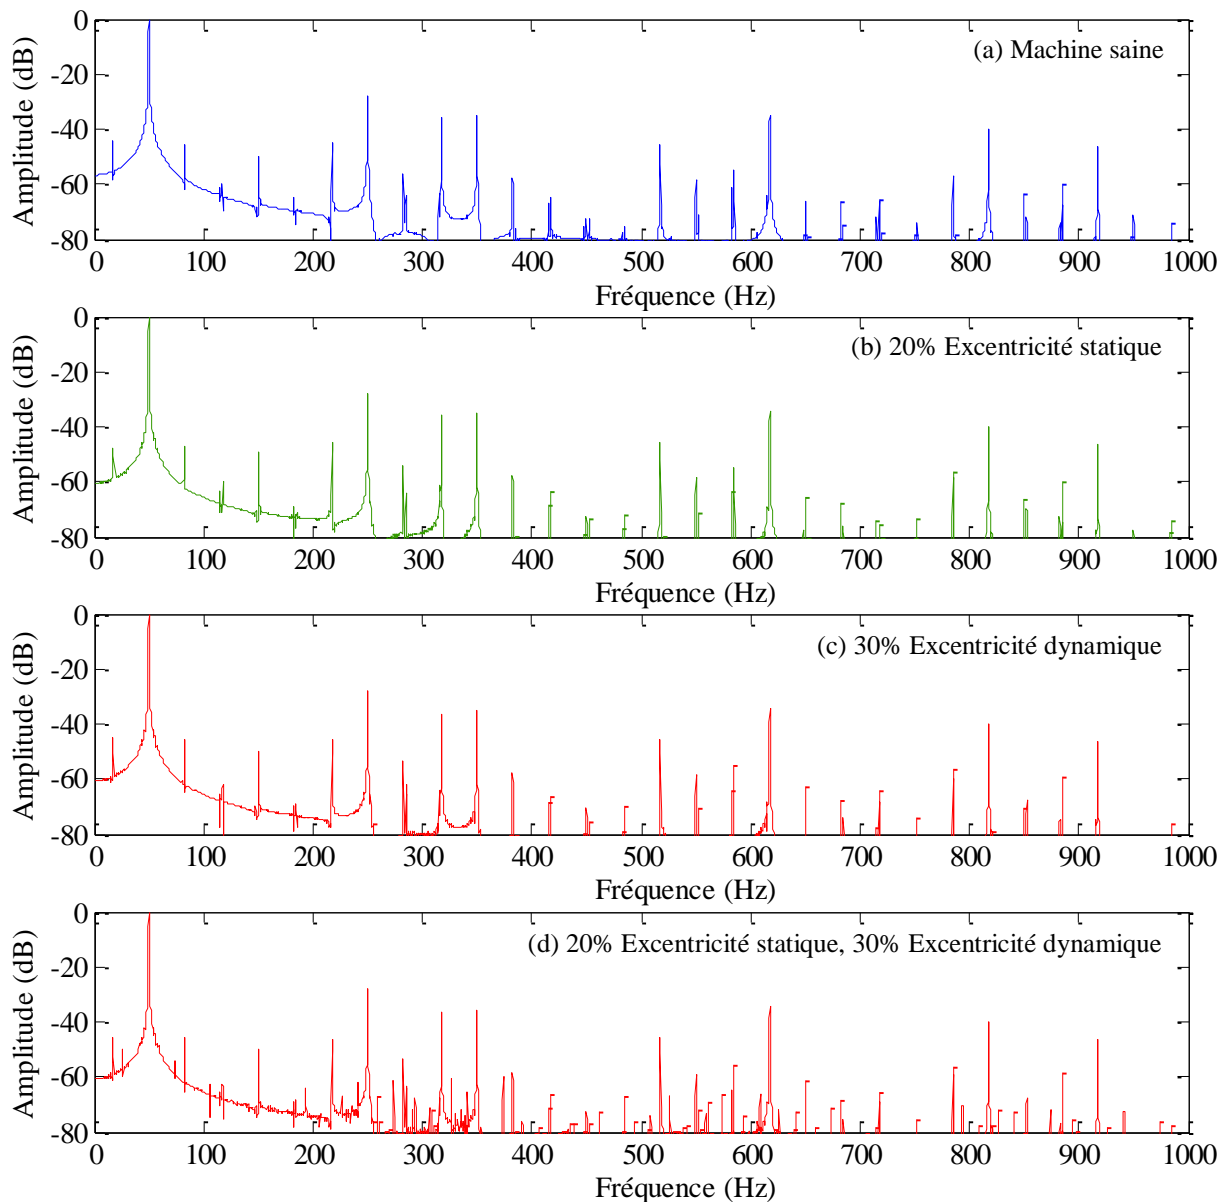 0
-20
-40
-60
-80
Amplitude (dB)
(a) Machine saine
0 100 200 300 400 500 600 700 800 900 1000
Fréquence (Hz)
0
-20
-40
-60
-80
Amplitude (dB)
(b) 20% Excentricité statique
0 100 200 300 400 500 600 700 800 900 1000
Fréquence (Hz)
0
-20
-40
-60
-80
Amplitude (dB)
(c) 30% Excentricité dynamique
0 100 200 300 400 500 600 700 800 900 1000
Fréquence (Hz)
0
-20
-40
-60
-80
Amplitude (dB)
(d) 20% Excentricité statique, 30% Excentricité dynamique
0 100 200 300 400 500 600 700 800 900 1000
Fréquence (Hz)